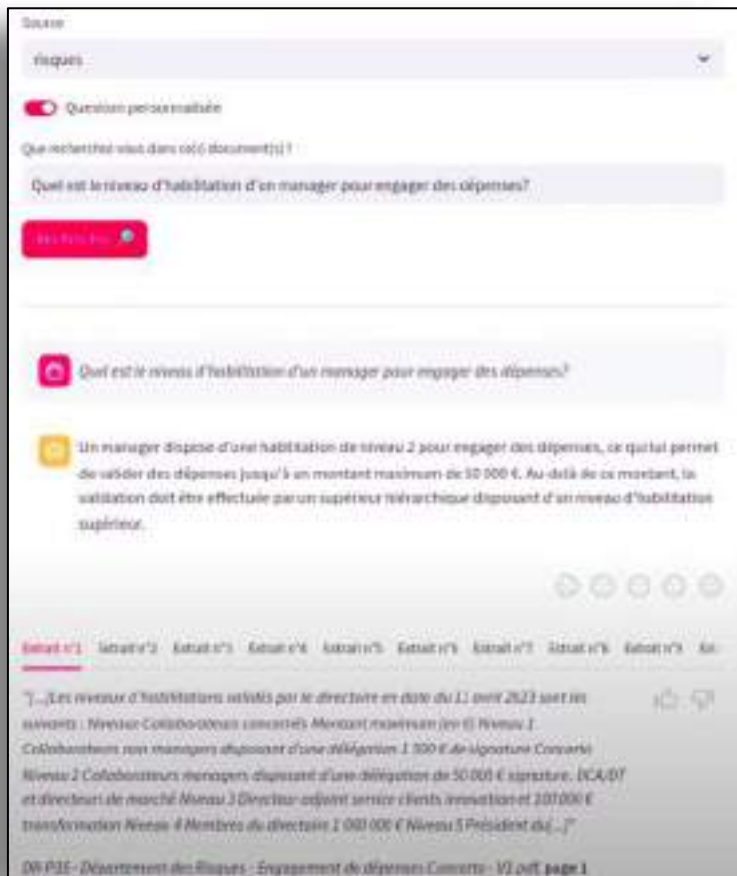 Source
risques
Question personnalisée
Que recherchez vous dans ce(s) document(s) ?
Quel est le niveau d'habilitation d'un manager pour engager des dépenses?
Quel est le niveau d'habilitation d'un manager pour engager des dépenses?
Un manager dispose d'une habilitation de niveau 2 pour engager des dépenses, ce qui lui permet
de valider des dépenses jusqu'à un montant maximum de 50 000 €. Au-delà de ce montant, la
validation doit être effectuée par un supérieur hiérarchique disposant d'un niveau d'habilitation
supérieur.
Extrait n°1 Extrait n°2 Extrait n°3 Extrait n°4 Extrait n°5 Extrait n°6 Extrait n°7 Extrait n°8 Extrait n°9
"[...]Les niveaux d'habilitations validés par le directoire en date du 11 avril 2023 sont les
suivants : Niveaux Collaborateurs concernés Montant maximum (en €) Niveau 1
Collaborateurs non managers disposant d'une délégation 1 500 € de signature Concerto
Niveau 2 Collaborateurs managers disposant d'une délégation de 50 000 € signature. DCA/DT
et directeurs de marché Niveau 3 Directeur adjoint service clients innovation et 100 000 €
transformation Niveau 4 Membres du directoire 1 000 000 € Niveau 5 Président du[...]"
Département des Risques - Engagement de dépenses Concerto - V1.pdf, page 1